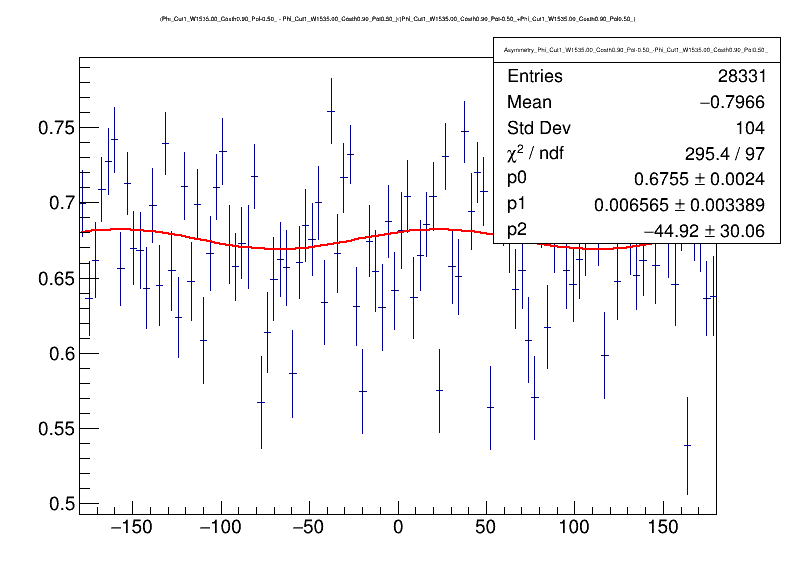 (Phi_Cut1_W1535.00_Costh0.90_Pol-0.50_ - Phi_Cut1_W1535.00_Costh0.90_Pol0.50_)/(Phi_Cut1_W1535.00_Costh0.90_Pol-0.50_+Phi_Cut1_W1535.00_Costh0.90_Pol0.50_)
Asymmetry_Phi_Cut1_W1535.00_Costh0.90_Pol-0.50_-Phi_Cut1_W1535.00_Costh0.90_Pol0.50_
Entries 28331
Mean −0.7966
Std Dev 104
χ² / ndf 295.4 / 97
p0 0.6755 ± 0.0024
p1 0.006565 ± 0.003389
p2 −44.92 ± 30.06
0.75
0.7
0.65
0.6
0.55
0.5
−150 −100 −50 0 50 100 150